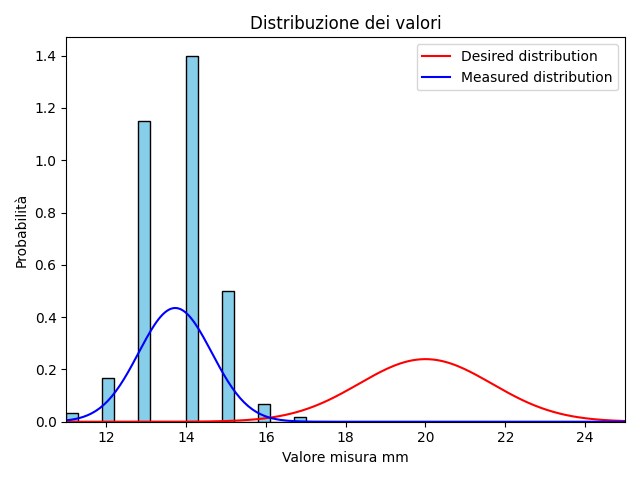 Distribuzione dei valori
Desired distribution
Measured distribution
Probabilità
1.4
1.2
1.0
0.8
0.6
0.4
0.2
0.0
12 14 16 18 20 22 24
Valore misura mm